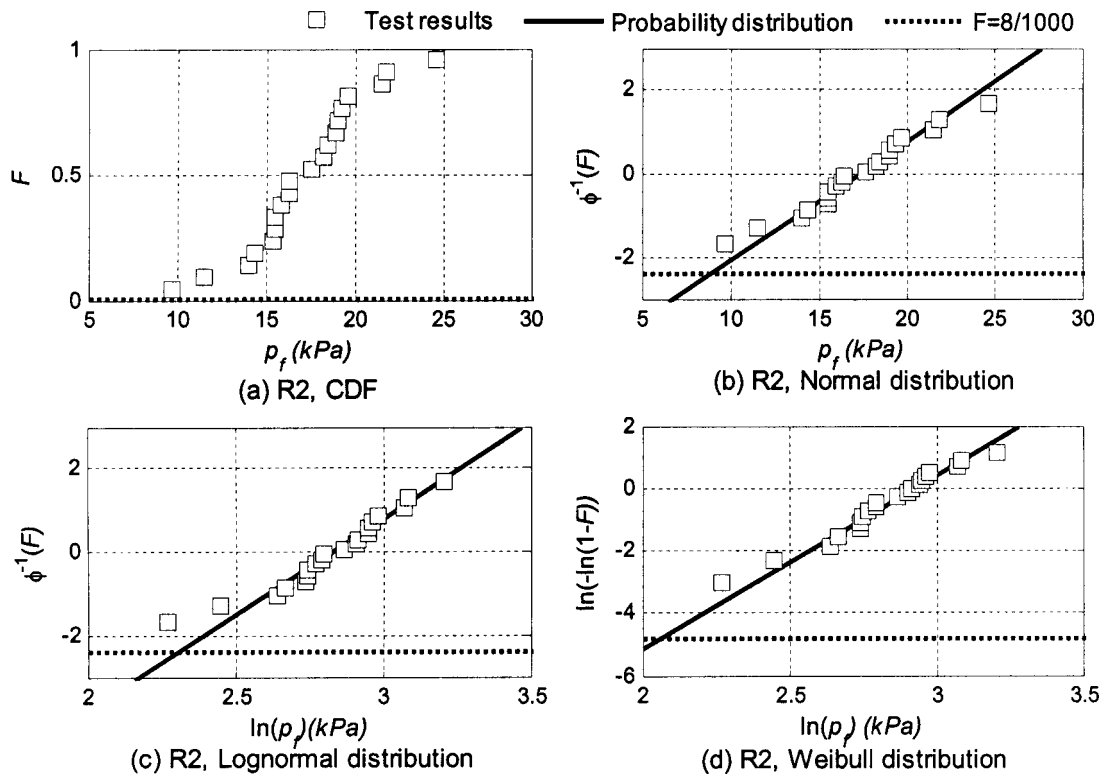 Test results Probability distribution F=8/1000
1
0.5
0
F
5 10 15 20 25 30
p_f (kPa)
(a) R2, CDF
2
0
-2
ϕ⁻¹(F)
5 10 15 20 25 30
p_f (kPa)
(b) R2, Normal distribution
2
0
-2
ϕ⁻¹(F)
2 2.5 3 3.5
ln(p_f)(kPa)
(c) R2, Lognormal distribution
2
0
-2
-4
-6
ln(-ln(1-F))
2 2.5 3 3.5
ln(p_f) (kPa)
(d) R2, Weibull distribution